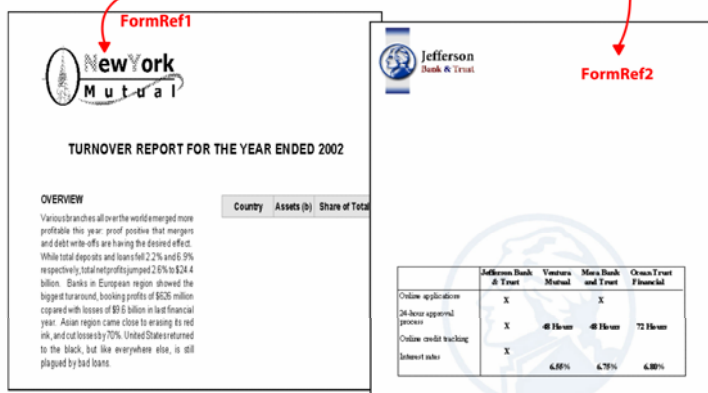 FormRef1
NewYork
Mutual
TURNOVER REPORT FOR THE YEAR ENDED 2002
OVERVIEW
Various branches all over the world emerged more
profitable this year: proof positive that mergers
and debt write-offs are having the desired effect.
While total deposits and loans fell 2.2% and 6.9%
respectively, total net profits jumped 2.6% to $24.4
billion. Banks in European region showed the
biggest turaround, booking profits of $626 million
copared with losses of $9.6 billion in last financial
year. Asian region came close to erasing its red
ink, and cut losses by 70%. United States returned
to the black, but like everywhere else, is still
plagued by bad loans.
Country Assets (b) Share of Total
Jefferson
Bank & Trust
FormRef2
Jefferson Bank & Trust Ventura Mutual Mesa Bank and Trust Ocean Trust Financial
Online applications X X
24-hour approval
process X 48 Hours 48 Hours 72 Hours
Online credit tracking X
Interest rates 6.55% 6.75% 6.80%